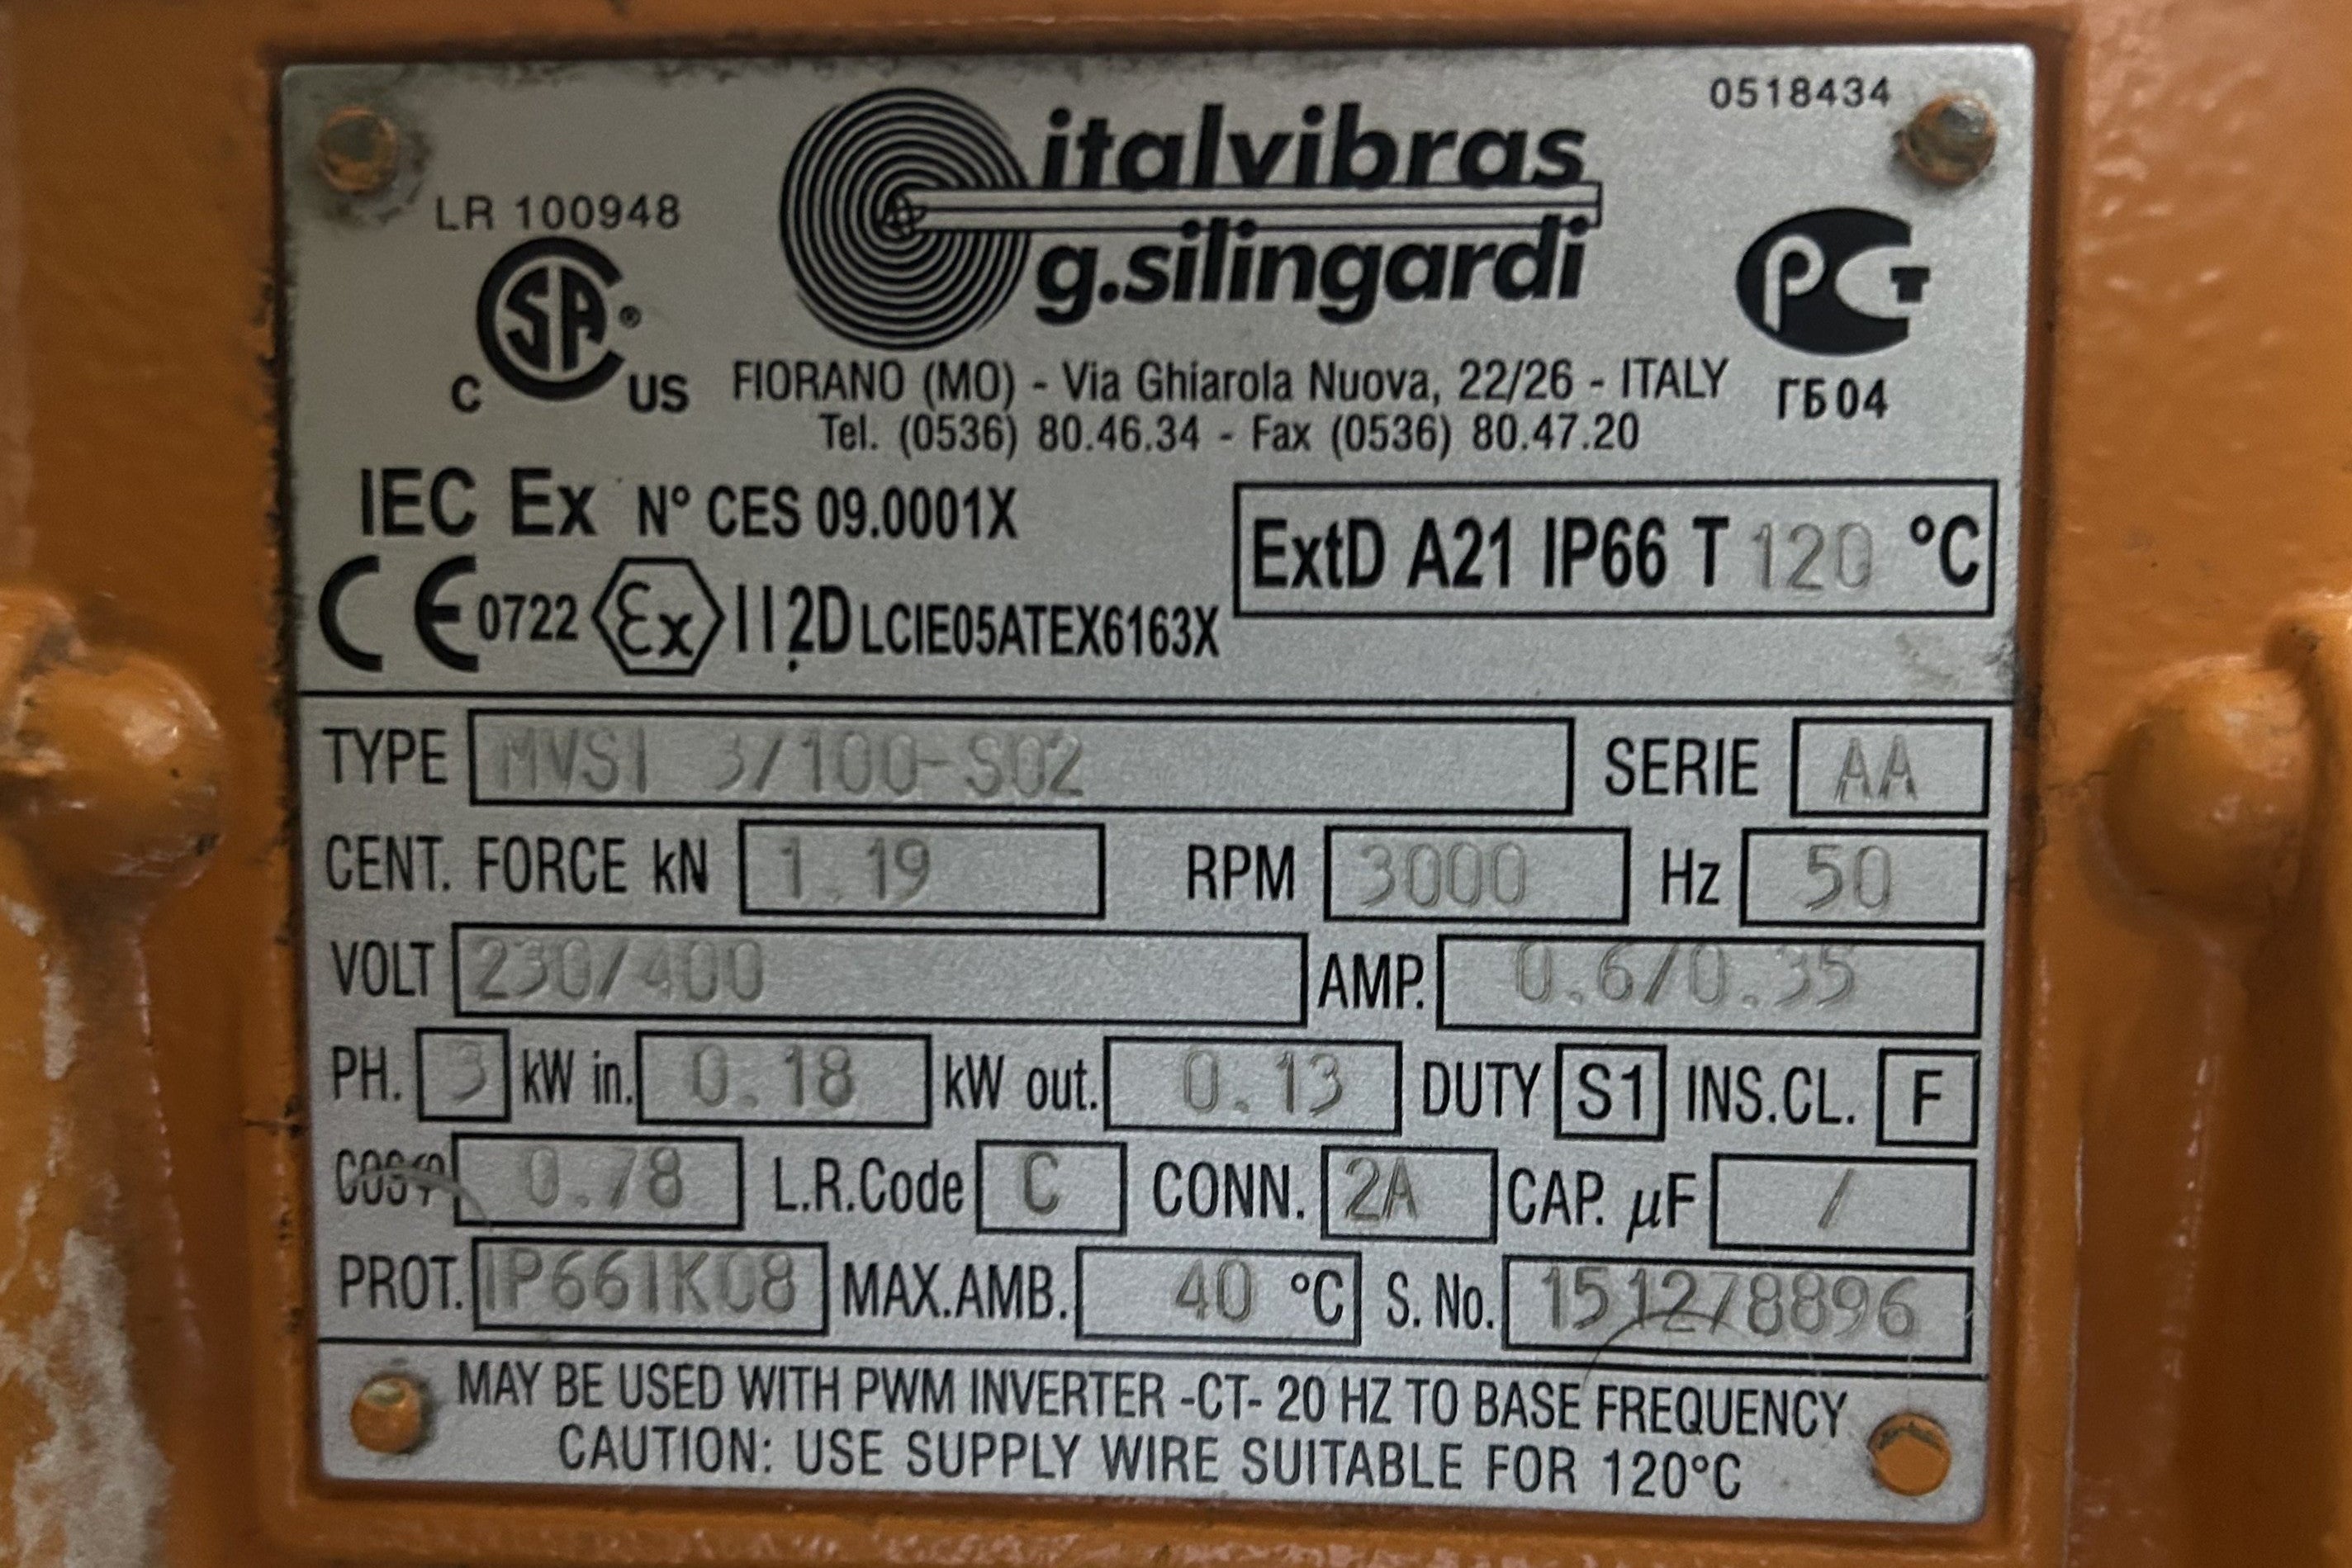 0518434
LR 100948
italvibras
g.silingardi
C SA ® US
PCT
ГБ04
FIORANO (MO) - Via Ghiarola Nuova, 22/26 - ITALY
Tel. (0536) 80.46.34 - Fax (0536) 80.47.20
IEC Ex N° CES 09.0001X
ExtD A21 IP66 T 120 °C
CE 0722 Ex II 2D LCIE05ATEX6163X
TYPE MVSI 3/100-S02 SERIE AA
CENT. FORCE kN 1.19 RPM 3000 Hz 50
VOLT 230/400 AMP. 0.6/0.35
PH. 3 kW in. 0.18 kW out. 0.13 DUTY S1 INS.CL. F
COSφ 0.78 L.R.Code C CONN. 2A CAP. µF /
PROT. IP66IK08 MAX.AMB. 40 °C S. No. 1512/8896
MAY BE USED WITH PWM INVERTER -CT- 20 HZ TO BASE FREQUENCY
CAUTION: USE SUPPLY WIRE SUITABLE FOR 120°C